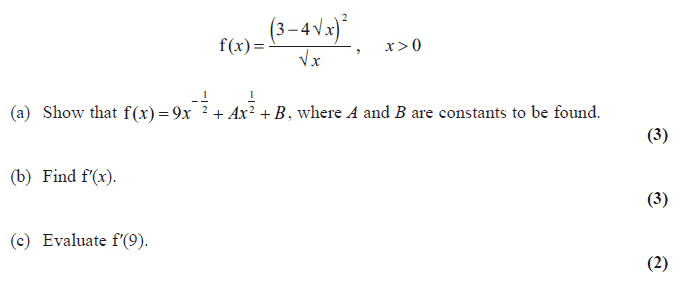 f(x) = (3 – 4√x)² / √x , x > 0
(a) Show that f(x) = 9x^(-1/2) + Ax^(1/2) + B, where A and B are constants to be found.
(3)
(b) Find f′(x).
(3)
(c) Evaluate f′(9).
(2)